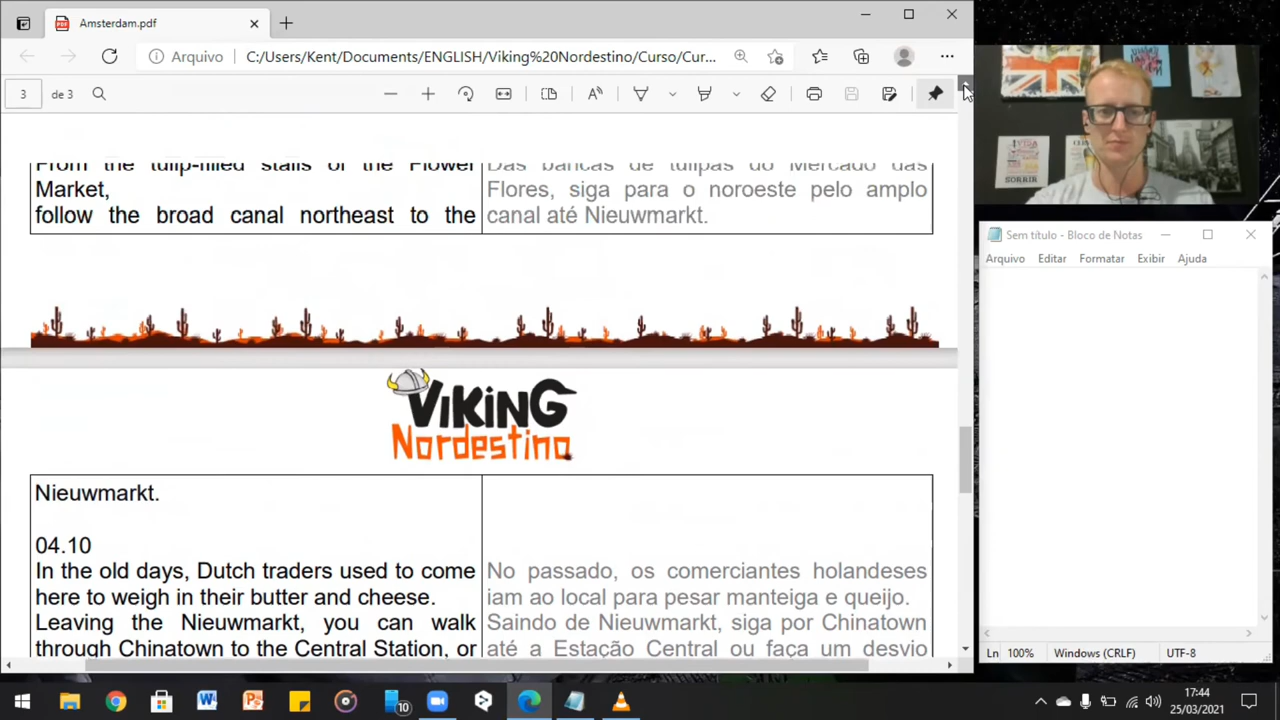 Amsterdam.pdf
Arquivo C:/Users/Kent/Documents/ENGLISH/Viking%20Nordestino/Curso/Cur...
3 de 3
From the tulip-filled stalls of the Flower
Market,
follow the broad canal northeast to the
Das bancas de tulipas do Mercado das
Flores, siga para o noroeste pelo amplo
canal até Nieuwmarkt.
VIKING
Nordestino
Nieuwmarkt.
04.10
In the old days, Dutch traders used to come
here to weigh in their butter and cheese.
Leaving the Nieuwmarkt, you can walk
through Chinatown to the Central Station, or
No passado, os comerciantes holandeses
iam ao local para pesar manteiga e queijo.
Saindo de Nieuwmarkt, siga por Chinatown
até a Estação Central ou faça um desvio
SORRIR
Sem título - Bloco de Notas
Arquivo Editar Formatar Exibir Ajuda
Ln 100% Windows (CRLF) UTF-8
10
17:44
25/03/2021